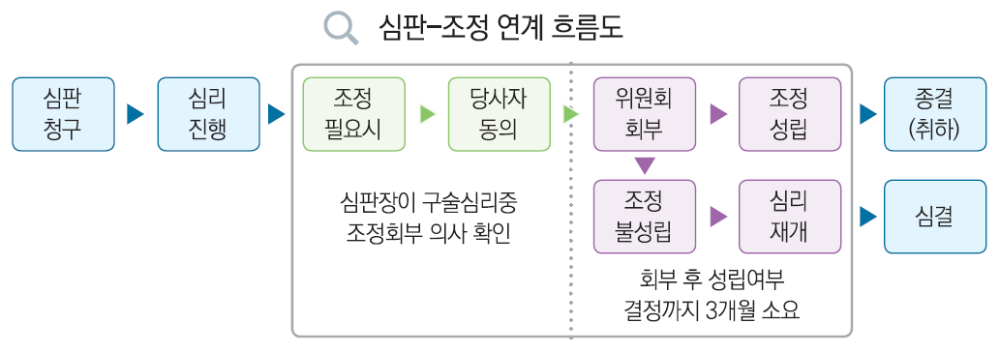 심판-조정 연계 흐름도
심판
청구
심리
진행
조정
필요시
당사자
동의
위원회
회부
조정
성립
종결
(취하)
심판장이 구술심리중
조정회부 의사 확인
조정
불성립
심리
재개
심결
회부 후 성립여부
결정까지 3개월 소요